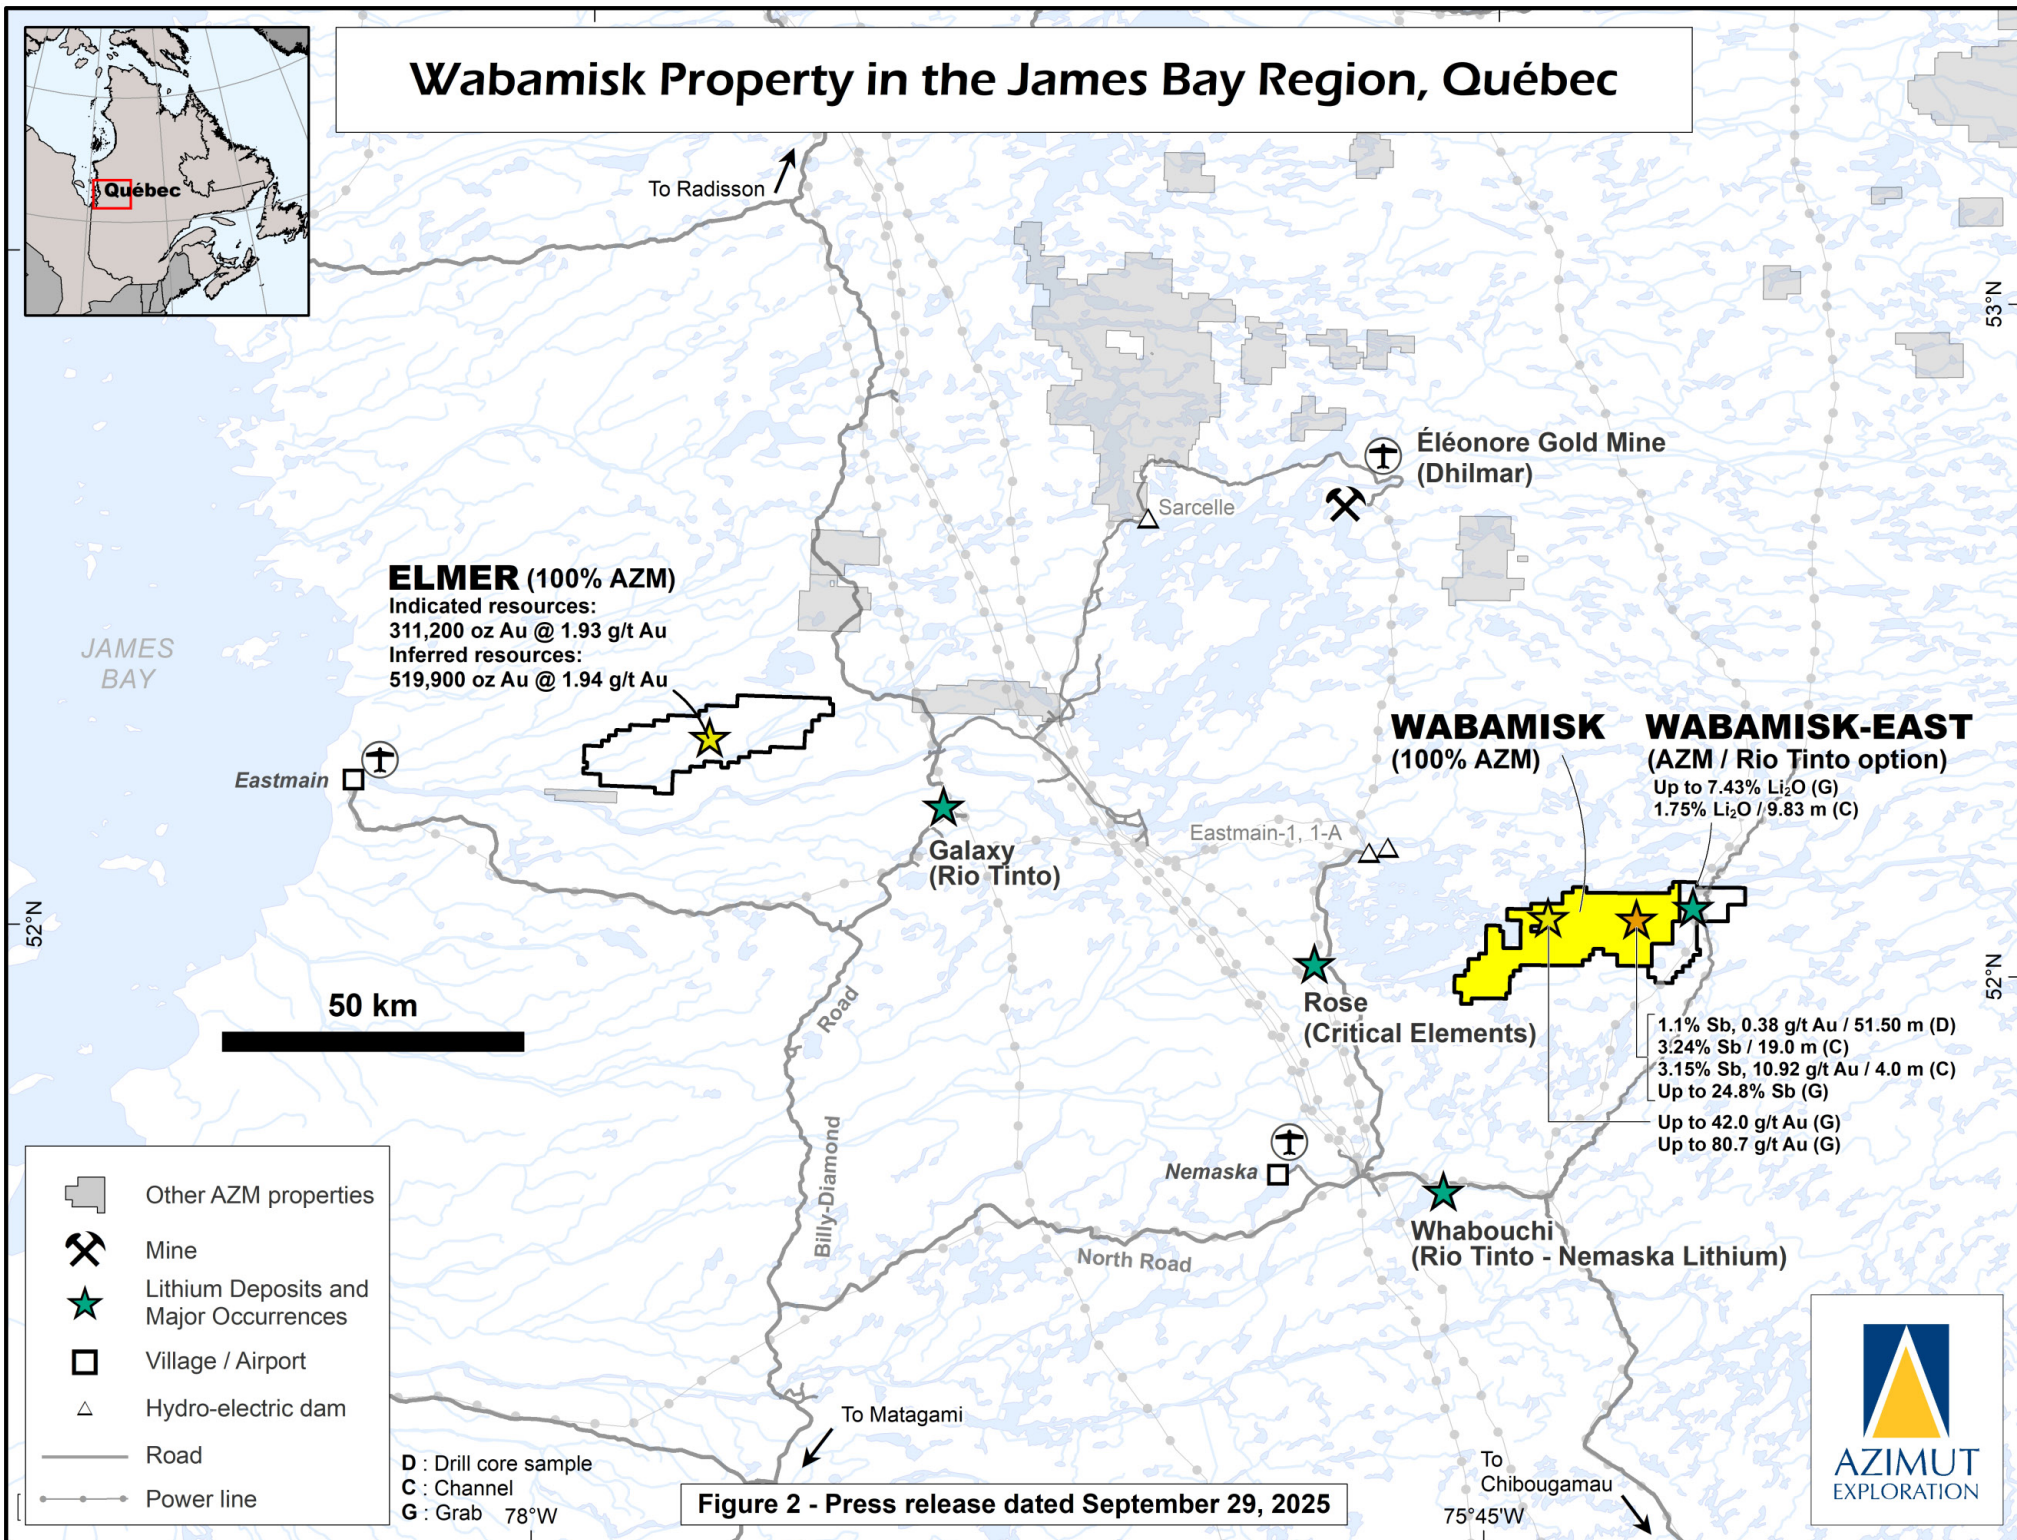 Wabamisk Property in the James Bay Region, Québec
Québec
To Radisson
53°N
Éléonore Gold Mine
(Dhilmar)
Sarcelle
ELMER (100% AZM)
Indicated resources:
311,200 oz Au @ 1.93 g/t Au
Inferred resources:
519,900 oz Au @ 1.94 g/t Au
JAMES
BAY
Eastmain
WABAMISK
(100% AZM)
WABAMISK-EAST
(AZM / Rio Tinto option)
Up to 7.43% Li₂O (G)
1.75% Li₂O / 9.83 m (C)
Galaxy
(Rio Tinto)
Eastmain-1, 1-A
52°N
52°N
50 km
Road
Rose
(Critical Elements)
1.1% Sb, 0.38 g/t Au / 51.50 m (D)
3.24% Sb / 19.0 m (C)
3.15% Sb, 10.92 g/t Au / 4.0 m (C)
Up to 24.8% Sb (G)
Up to 42.0 g/t Au (G)
Up to 80.7 g/t Au (G)
Billy-Diamond
Nemaska
North Road
Whabouchi
(Rio Tinto - Nemaska Lithium)
Other AZM properties
Mine
Lithium Deposits and
Major Occurrences
Village / Airport
Hydro-electric dam
Road
Power line
D : Drill core sample
C : Channel
G : Grab
78°W
To Matagami
Figure 2 - Press release dated September 29, 2025
To
Chibougamau
75°45'W
AZIMUT
EXPLORATION